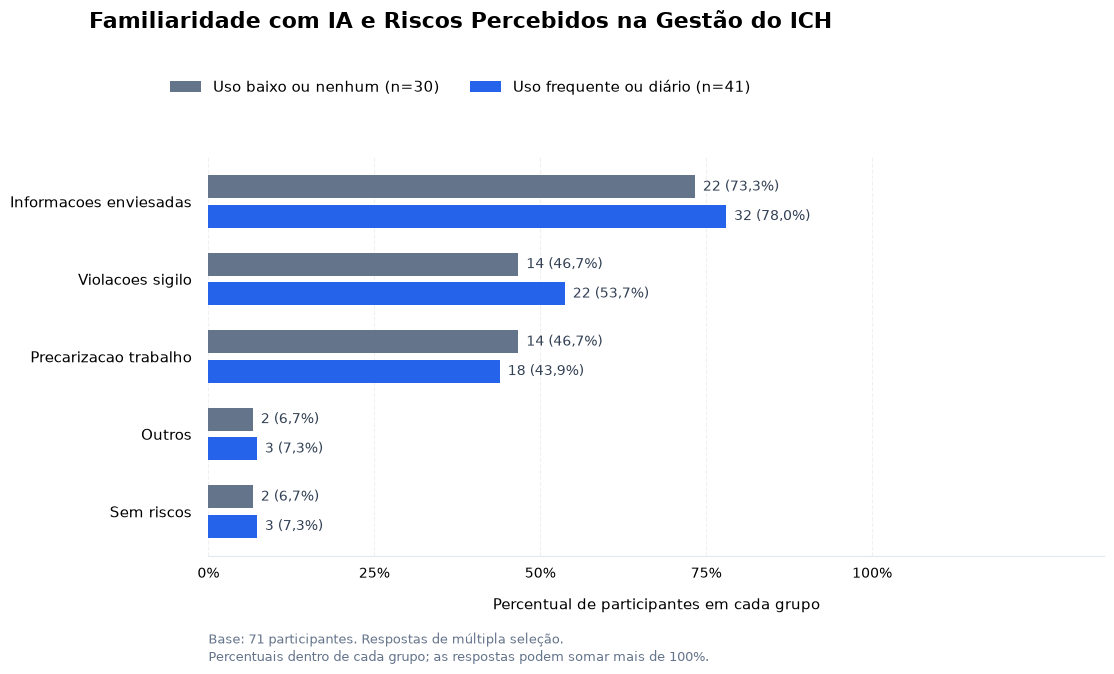 Familiaridade com IA e Riscos Percebidos na Gestão do ICH
Uso baixo ou nenhum (n=30)
Uso frequente ou diário (n=41)
Informacoes enviesadas
22 (73,3%)
32 (78,0%)
Violacoes sigilo
14 (46,7%)
22 (53,7%)
Precarizacao trabalho
14 (46,7%)
18 (43,9%)
Outros
2 (6,7%)
3 (7,3%)
Sem riscos
2 (6,7%)
3 (7,3%)
0% 25% 50% 75% 100%
Percentual de participantes em cada grupo
Base: 71 participantes. Respostas de múltipla seleção.
Percentuais dentro de cada grupo; as respostas podem somar mais de 100%.